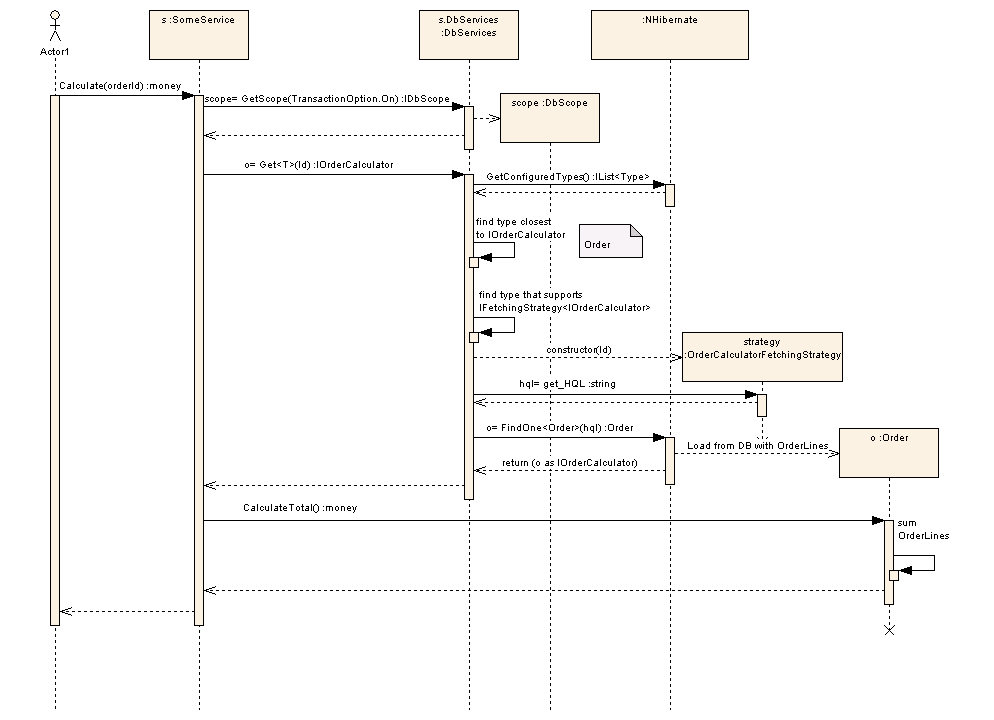 s :SomeService
s.DbServices
:DbServices
:NHibernate
Actor1
Calculate(orderId) :money
scope= GetScope(TransactionOption.On) :IDbScope
scope :DbScope
o= Get<T>(Id) :IOrderCalculator
GetConfiguredTypes() :IList<Type>
find type closest
to IOrderCalculator
Order
find type that supports
IFetchingStrategy<IOrderCalculator>
strategy
:OrderCalculatorFetchingStrategy
constructor(Id)
hql= get_HQL :string
o= FindOne<Order>(hql) :Order
o :Order
Load from DB with OrderLines
return (o as IOrderCalculator)
CalculateTotal() :money
sum
OrderLines